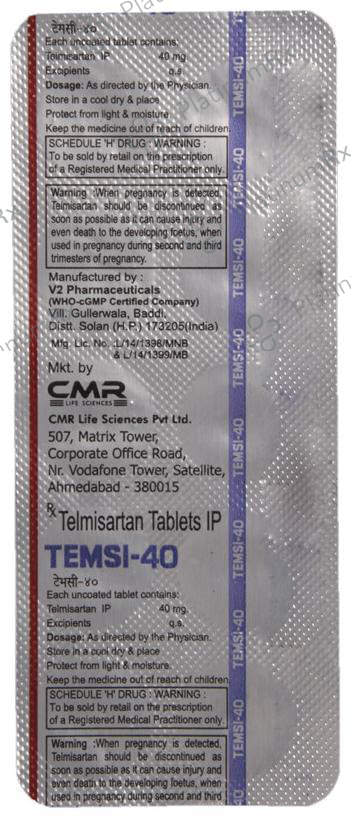 टेमसी-४०
Each uncoated tablet contains:
Telmisartan IP 40 mg.
Excipients q.s.
Dosage: As directed by the Physician.
Store in a cool dry & place
Protect from light & moisture.
Keep the medicine out of reach of children.
SCHEDULE 'H' DRUG : WARNING :
To be sold by retail on the prescription
of a Registered Medical Practitioner only.
Warning :When pregnancy is detected,
Telmisartan should be discontinued as
soon as possible as it can cause injury and
even death to the developing foetus, when
used in pregnancy during second and third
trimesters of pregnancy.
Manufactured by :
V2 Pharmaceuticals
(WHO-cGMP Certified Company)
Vill. Gullerwala, Baddi,
Distt. Solan (H.P.) 173205(India)
Mfg. Lic. No. :L/14/1398/MNB
& L/14/1399/MB
Mkt. by
CMR
LIFE SCIENCES
CMR Life Sciences Pvt Ltd.
507, Matrix Tower,
Corporate Office Road,
Nr. Vodafone Tower, Satellite,
Ahmedabad - 380015
℞ Telmisartan Tablets IP
TEMSI-40
टेमसी-४०
Each uncoated tablet contains:
Telmisartan IP 40 mg.
Excipients q.s.
Dosage: As directed by the Physician.
Store in a cool dry & place
Protect from light & moisture.
Keep the medicine out of reach of children.
SCHEDULE 'H' DRUG : WARNING :
To be sold by retail on the prescription
of a Registered Medical Practitioner only.
Warning :When pregnancy is detected,
Telmisartan should be discontinued as
soon as possible as it can cause injury and
even death to the developing foetus, when
used in pregnancy during second and third
TEMSI-40
TEMSI-40
TEMSI-40
TEMSI-40
TEMSI-40
TEMSI-40
TEMSI-40
TEMSI-40